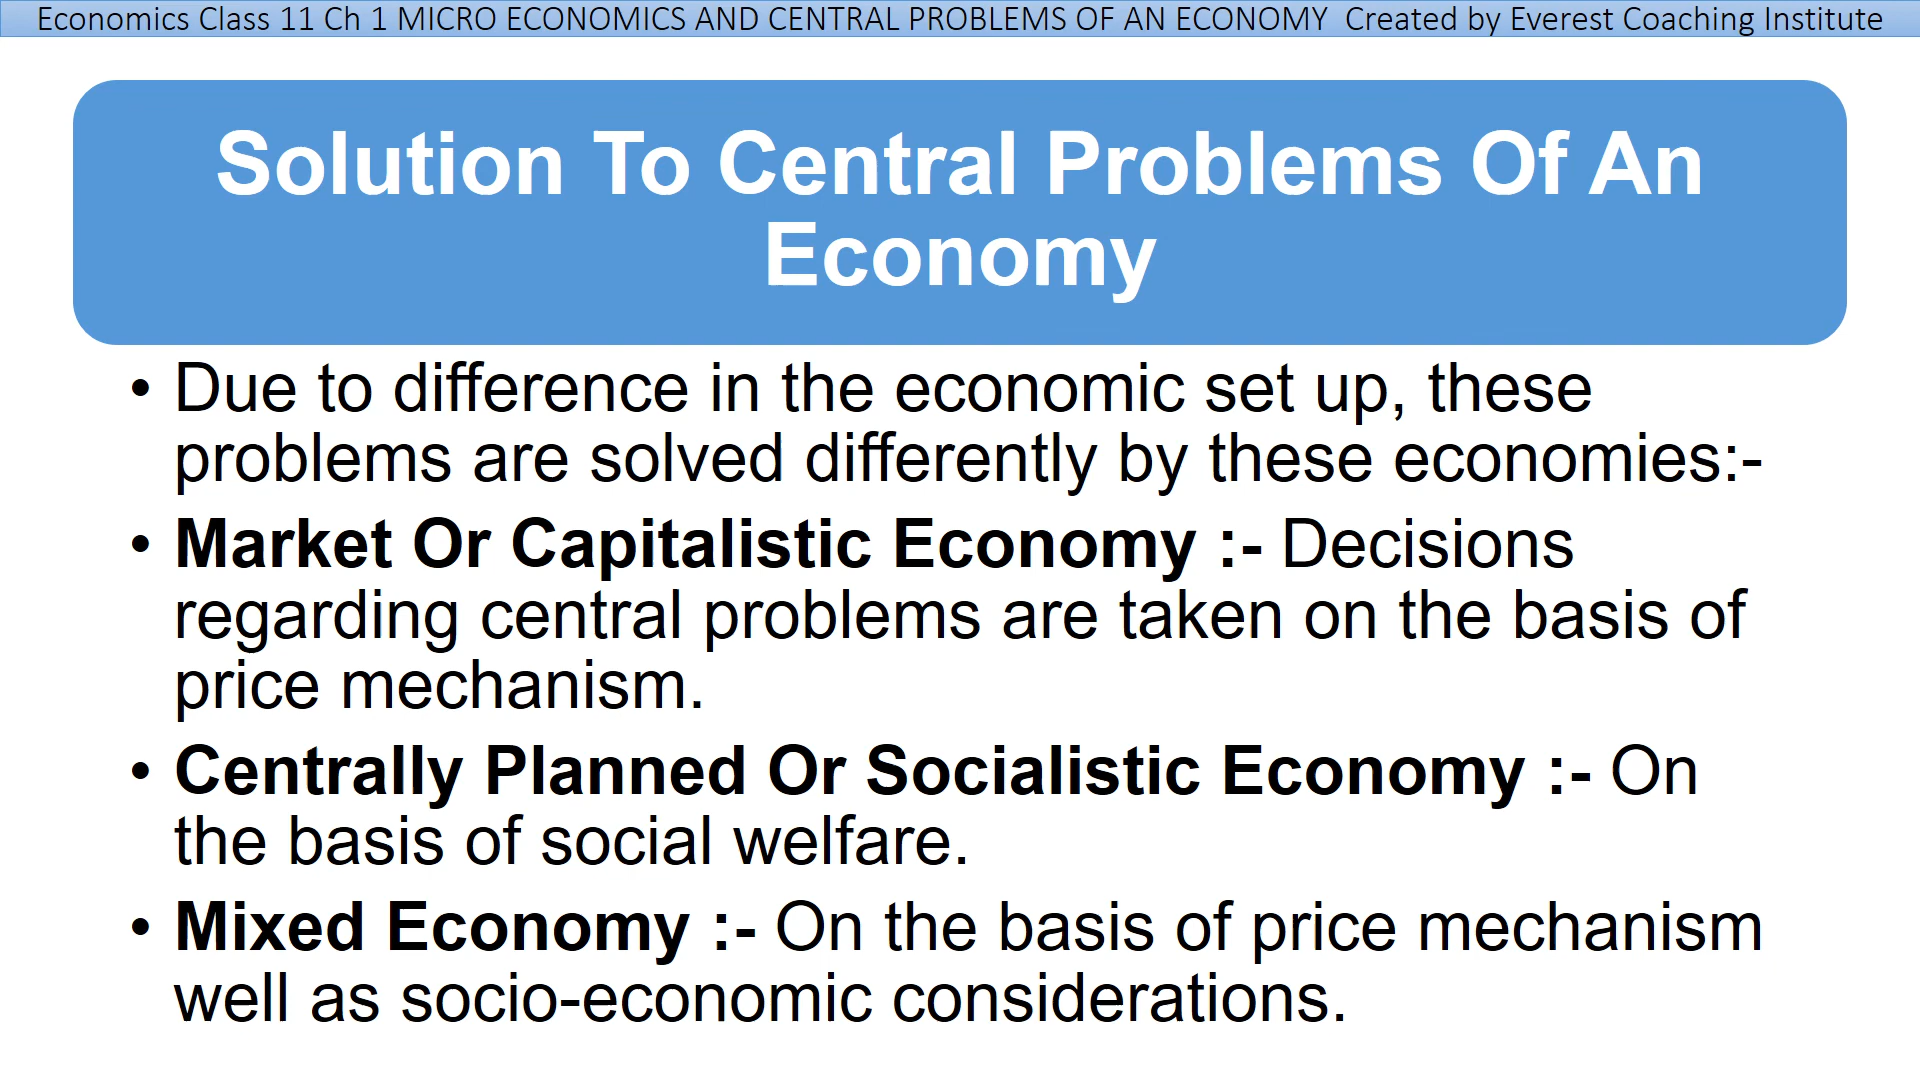 Economics Class 11 Ch 1 MICRO ECONOMICS AND CENTRAL PROBLEMS OF AN ECONOMY  Created by Everest Coaching Institute
Solution To Central Problems Of An
Economy
• Due to difference in the economic set up, these
problems are solved differently by these economies:-
• Market Or Capitalistic Economy :- Decisions
regarding central problems are taken on the basis of
price mechanism.
• Centrally Planned Or Socialistic Economy :- On
the basis of social welfare.
• Mixed Economy :- On the basis of price mechanism
well as socio-economic considerations.